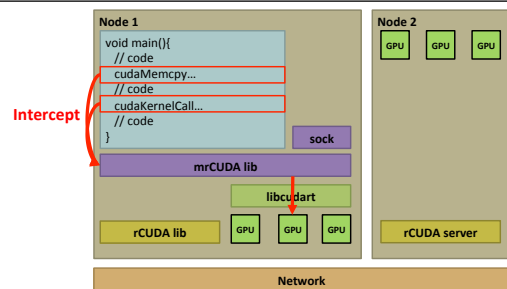 Node 1
void main(){
// code
cudaMemcpy...
// code
cudaKernelCall...
// code
}
Intercept
sock
mrCUDA lib
libcudart
rCUDA lib
GPU
GPU
GPU
Node 2
GPU
GPU
GPU
rCUDA server
Network